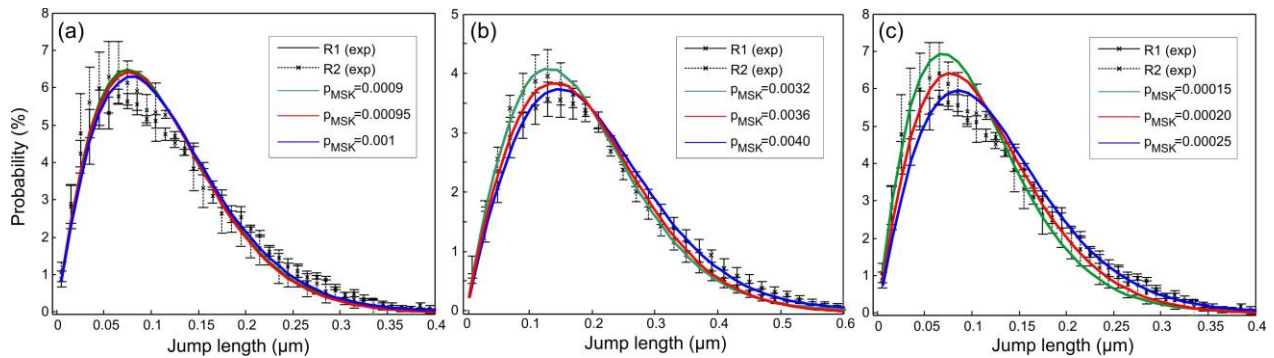 (a)
Probability (%)
8
7
6
5
4
3
2
1
0
R1 (exp)
R2 (exp)
pMSK=0.0009
pMSK=0.00095
pMSK=0.001
0 0.05 0.1 0.15 0.2 0.25 0.3 0.35 0.4
Jump length (μm)
(b)
5
4
3
2
1
0
R1 (exp)
R2 (exp)
pMSK=0.0032
pMSK=0.0036
pMSK=0.0040
0 0.1 0.2 0.3 0.4 0.5 0.6
Jump length (μm)
(c)
8
7
6
5
4
3
2
1
0
R1 (exp)
R2 (exp)
pMSK=0.00015
pMSK=0.00020
pMSK=0.00025
0 0.05 0.1 0.15 0.2 0.25 0.3 0.35 0.4
Jump length (μm)